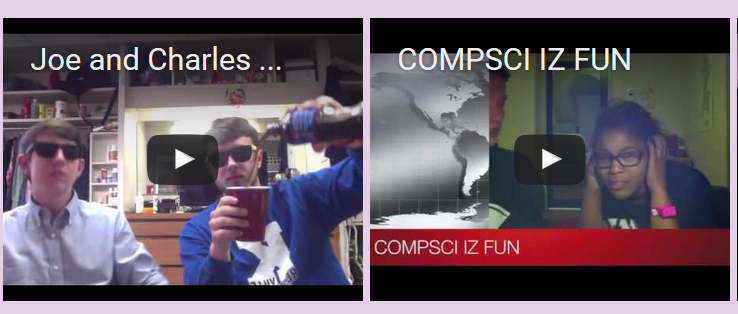 Joe and Charles ...
COMPSCI IZ FUN
COMPSCI IZ FUN